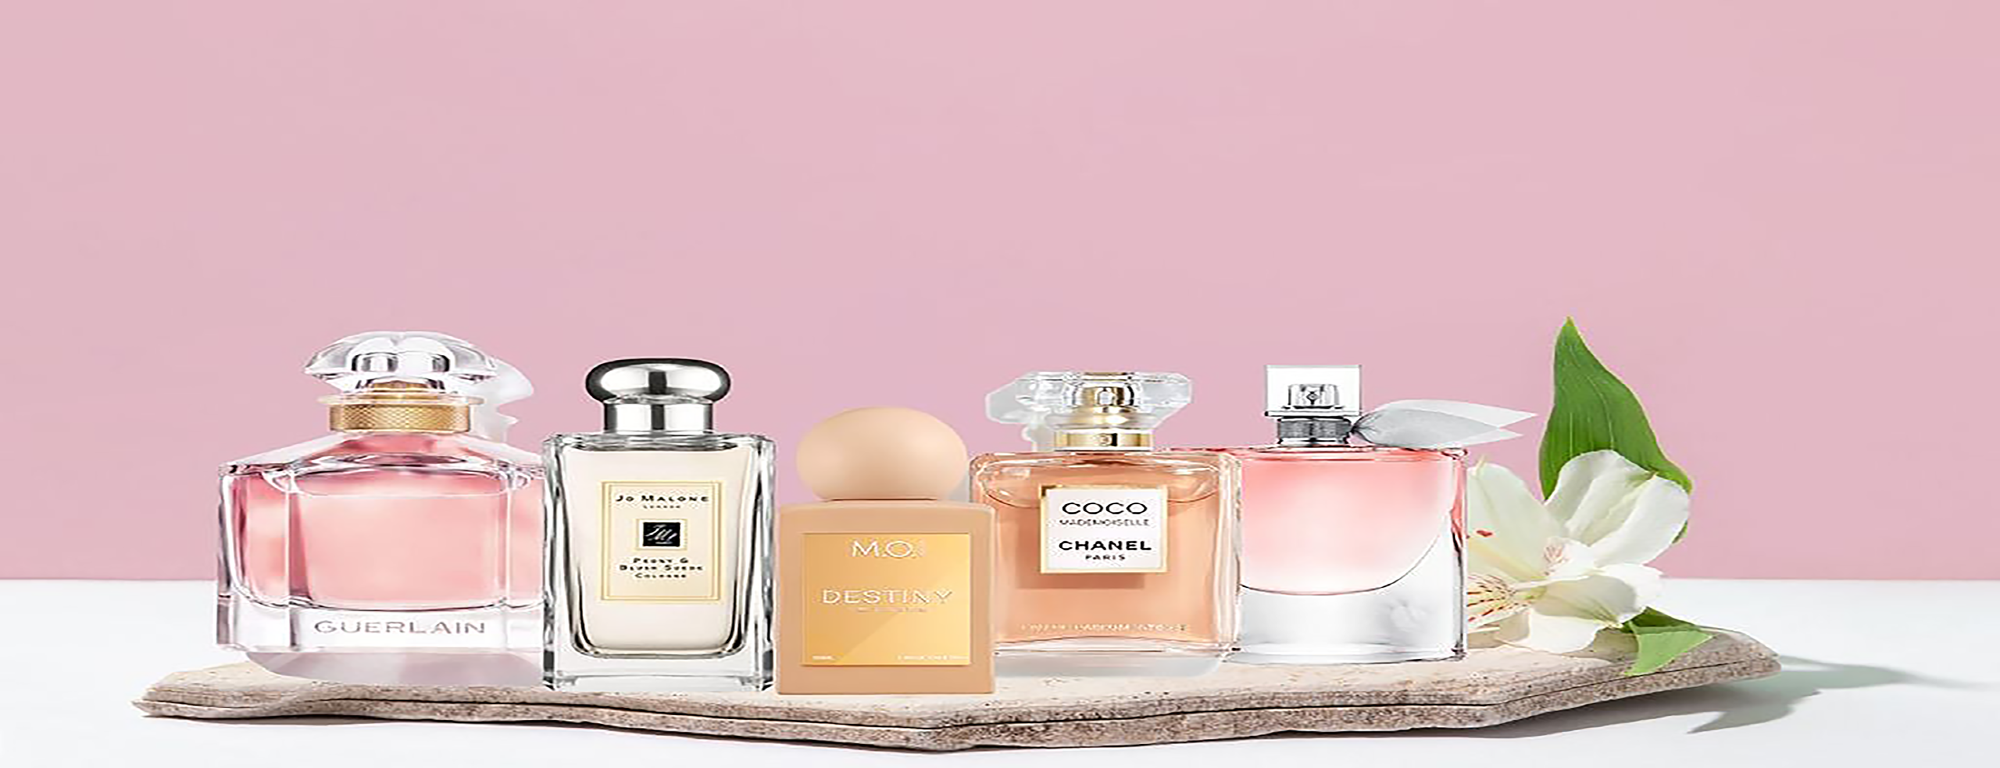 GUERLAIN
JO MALONE
LONDON
PEONY &
BLUSH SUEDE
COLOGNE
M.O.I
DESTINY
COCO
MADEMOISELLE
CHANEL
PARIS